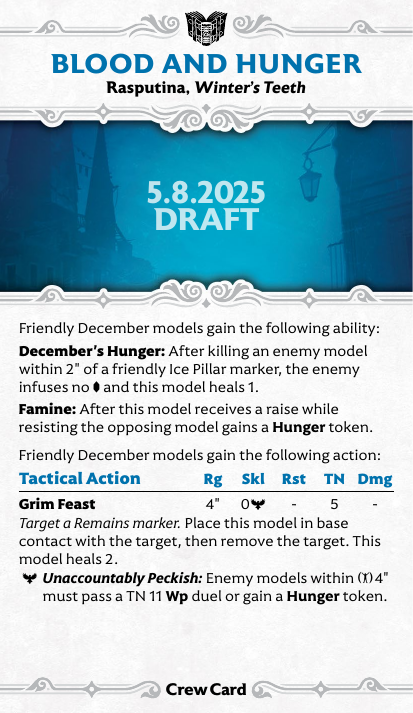 BLOOD AND HUNGER
Rasputina, Winter's Teeth
5.8.2025
DRAFT
Friendly December models gain the following ability:
December's Hunger: After killing an enemy model
within 2" of a friendly Ice Pillar marker, the enemy
infuses no and this model heals 1.
Famine: After this model receives a raise while
resisting the opposing model gains a Hunger token.
Friendly December models gain the following action:
Tactical Action Rg Skl Rst TN Dmg
Grim Feast 4" 0 - 5 -
Target a Remains marker. Place this model in base
contact with the target, then remove the target. This
model heals 2.
Unaccountably Peckish: Enemy models within 4"
must pass a TN 11 Wp duel or gain a Hunger token.
Crew Card